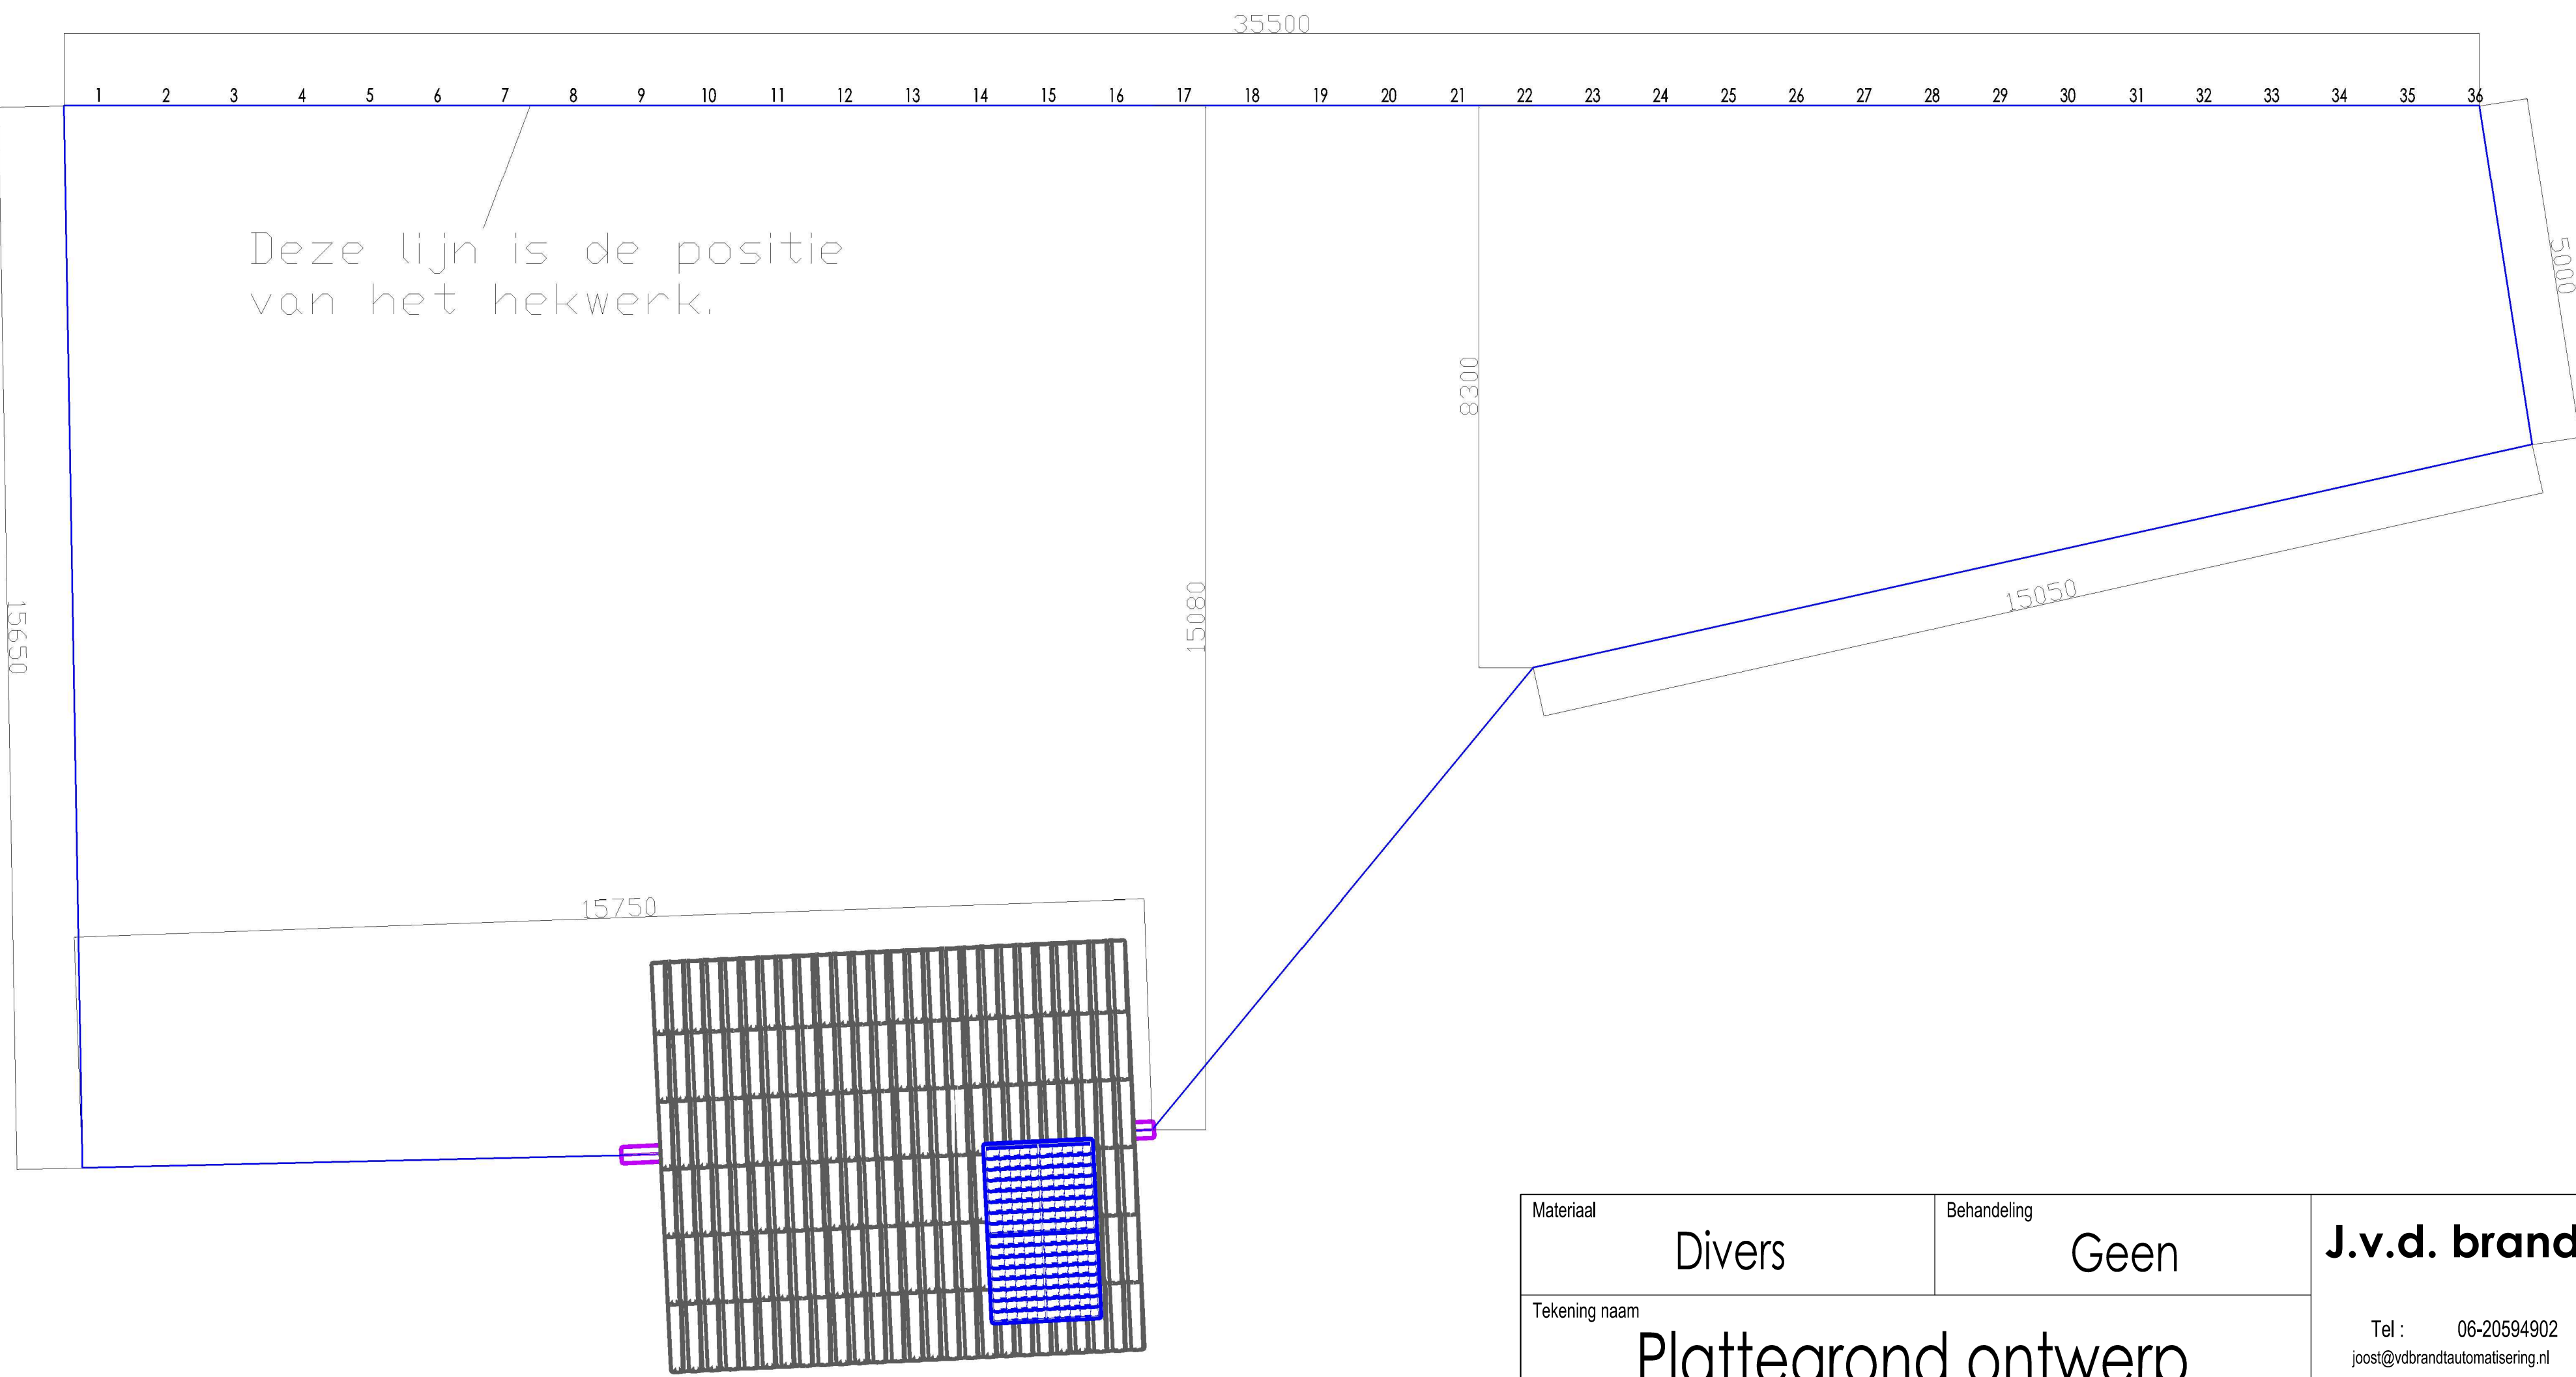 35500
1 2 3 4 5 6 7 8 9 10 11 12 13 14 15 16 17 18 19 20 21 22 23 24 25 26 27 28 29 30 31 32 33 34 35 36
Deze lijn is de positie
van het hekwerk.
5000
8300
15080
15650
15050
15750
Materiaal
Divers
Behandeling
Geen
J.v.d. brand
Tekening naam
Plattegrond ontwerp
Tel : 06-20594902
joost@vdbrandtautomatisering.nl